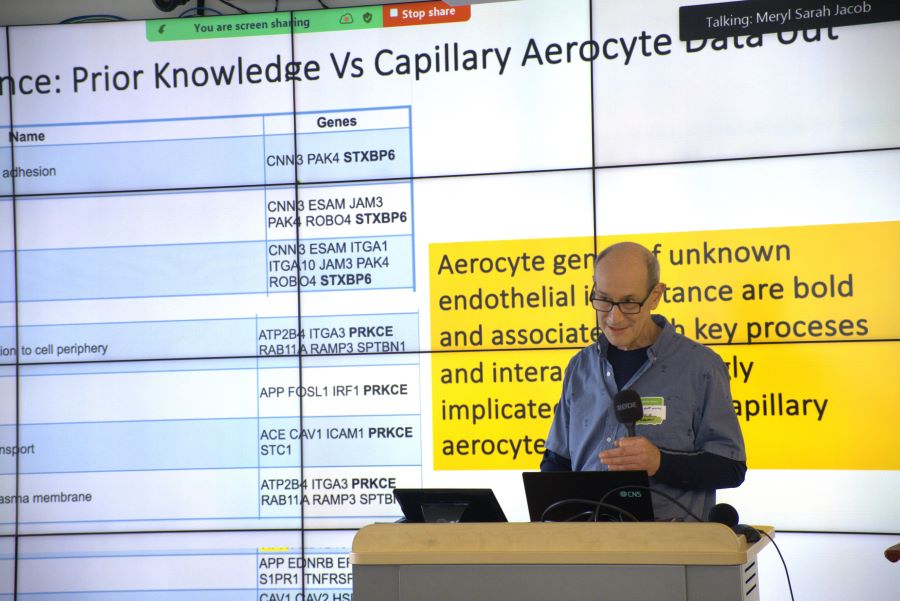 You are screen sharing
Stop share
Talking: Meryl Sarah Jacob
nce: Prior Knowledge Vs Capillary Aerocyte Data out
Name
Genes
adhesion
CNN3 PAK4 STXBP6
CNN3 ESAM JAM3
PAK4 ROBO4 STXBP6
CNN3 ESAM ITGA1
ITGA10 JAM3 PAK4
ROBO4 STXBP6
ion to cell periphery
ATP2B4 ITGA3 PRKCE
RAB11A RAMP3 SPTBN1
APP FOSL1 IRF1 PRKCE
nsport
ACE CAV1 ICAM1 PRKCE
STC1
asma membrane
ATP2B4 ITGA3 PRKCE
RAB11A RAMP3 SPTB
APP EDNRB
S1PR1 TNFRSF
CAV1 CAV2
Aerocyte gen f unknown
endothelial i tance are bold
and associate h key proceses
and intera gly
implicate apillary
aerocyte
RØDE
CNS